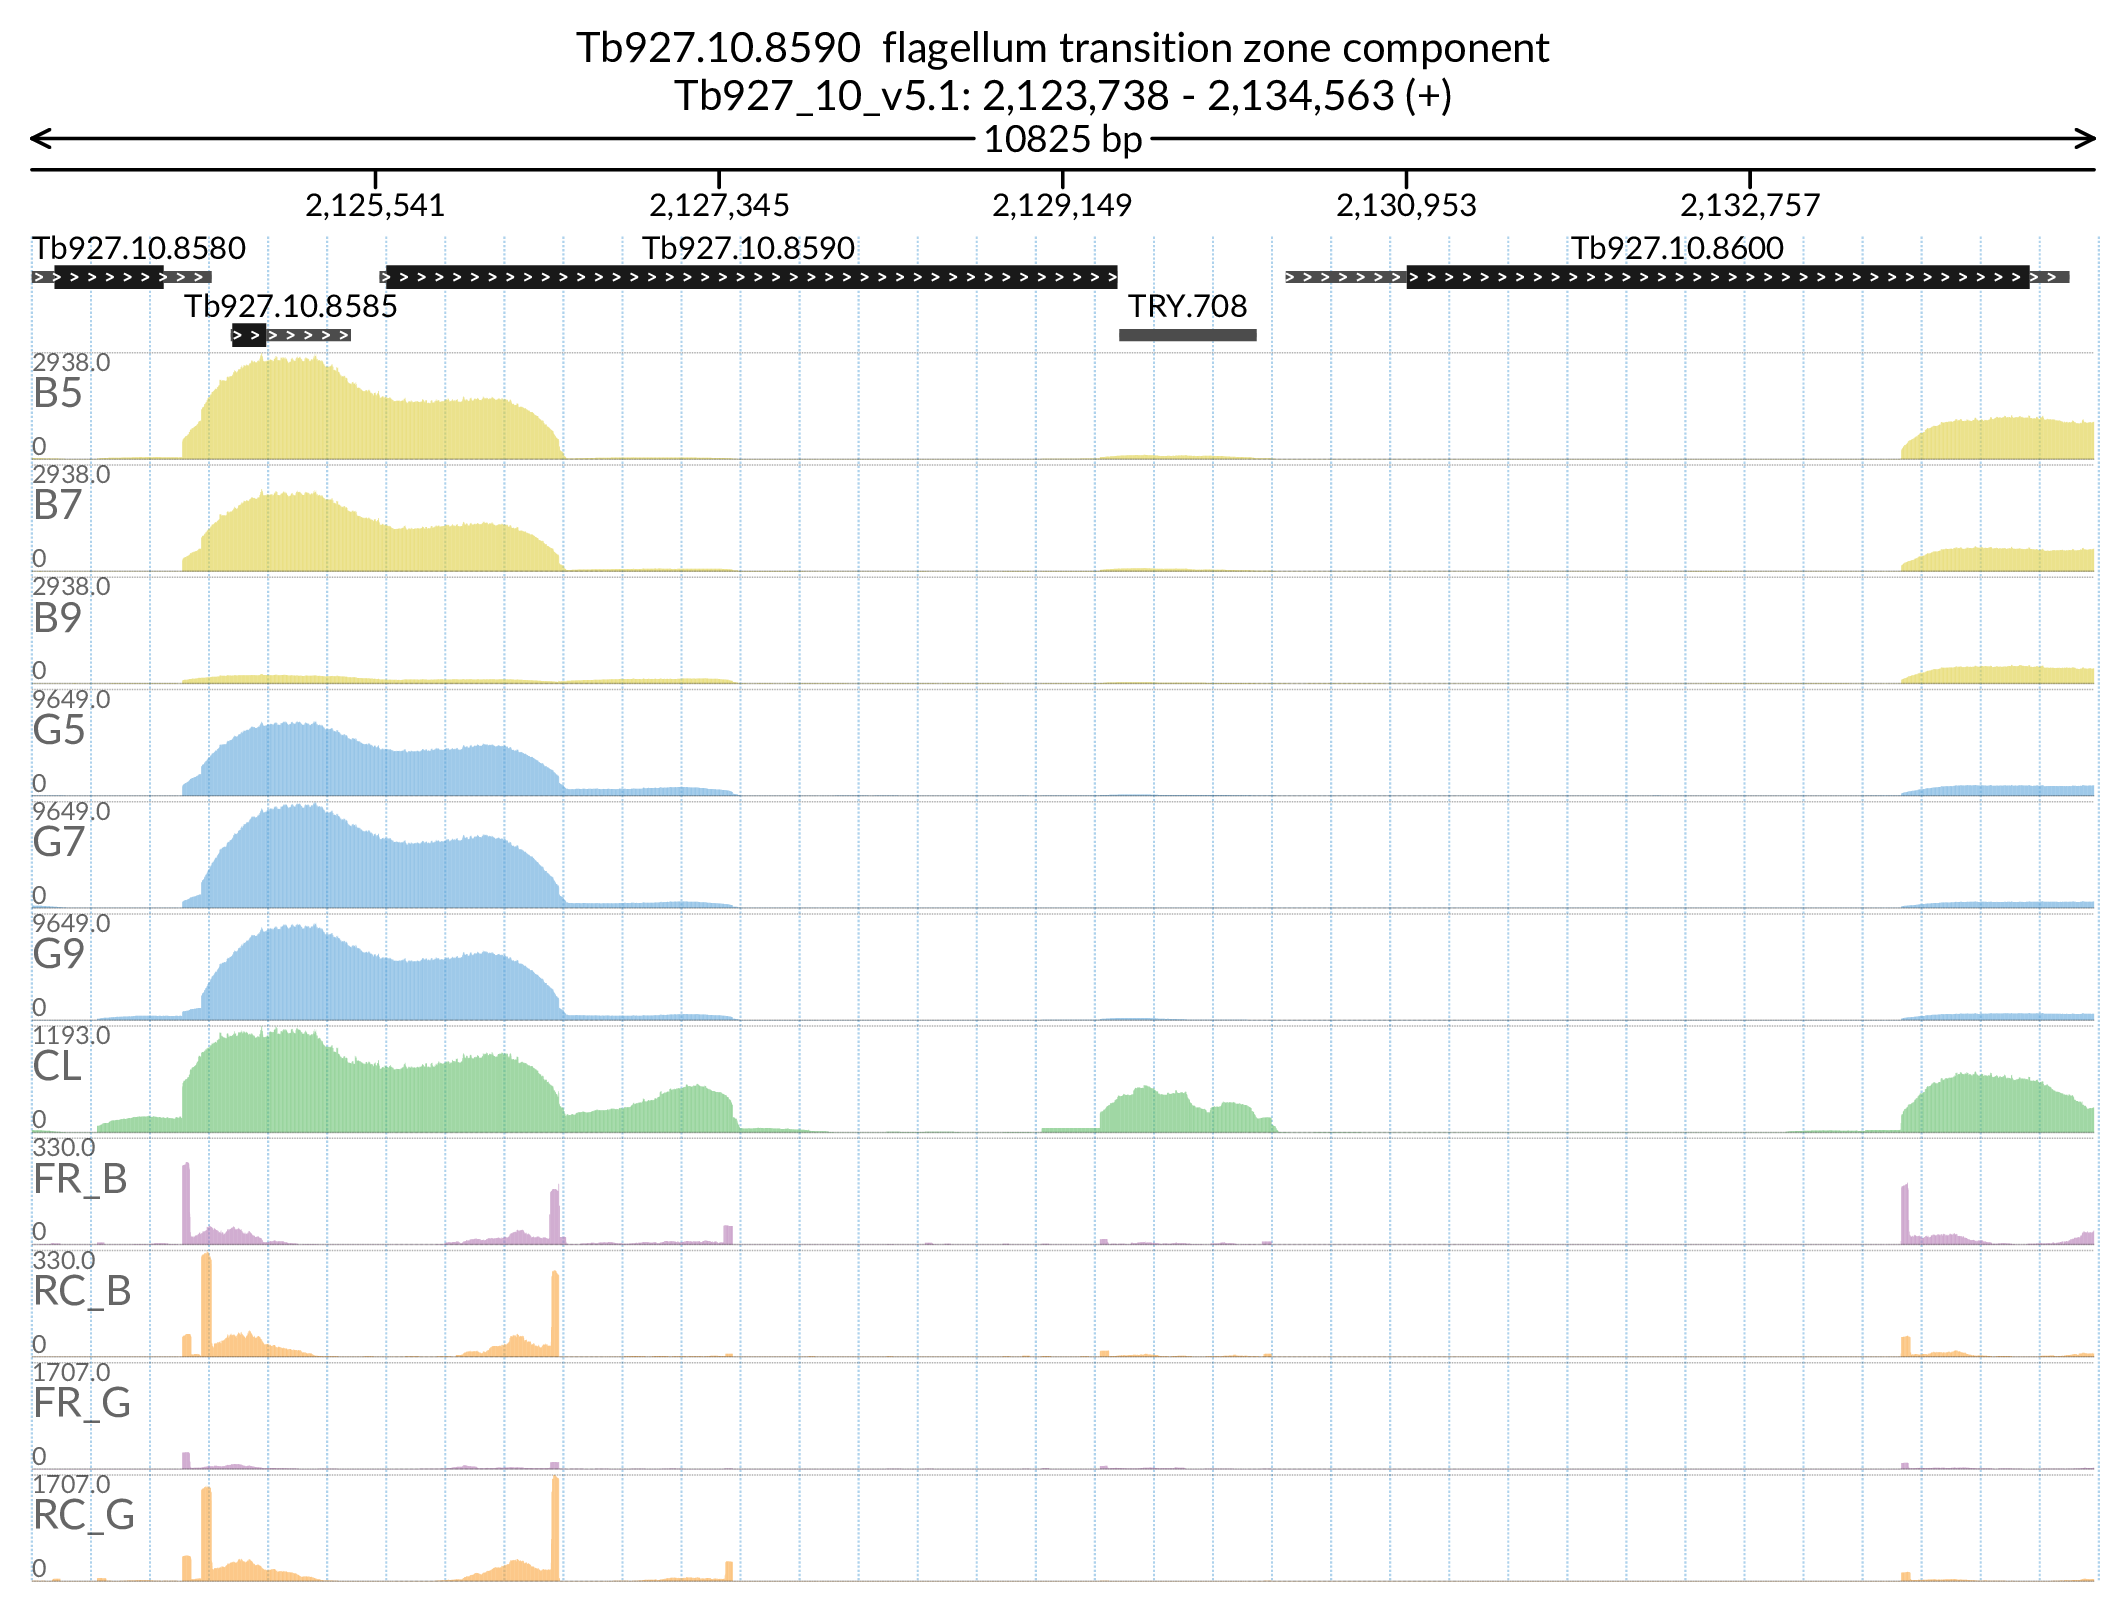 Tb927.10.8590  flagellum transition zone component
Tb927_10_v5.1: 2,123,738 - 2,134,563 (+)
10825 bp
2,125,541 2,127,345 2,129,149 2,130,953 2,132,757
Tb927.10.8580 Tb927.10.8590 Tb927.10.8600
Tb927.10.8585 TRY.708
2938.0
B5
0
2938.0
B7
0
2938.0
B9
0
9649.0
G5
0
9649.0
G7
0
9649.0
G9
0
1193.0
CL
0
330.0
FR_B
0
330.0
RC_B
0
1707.0
FR_G
0
1707.0
RC_G
0